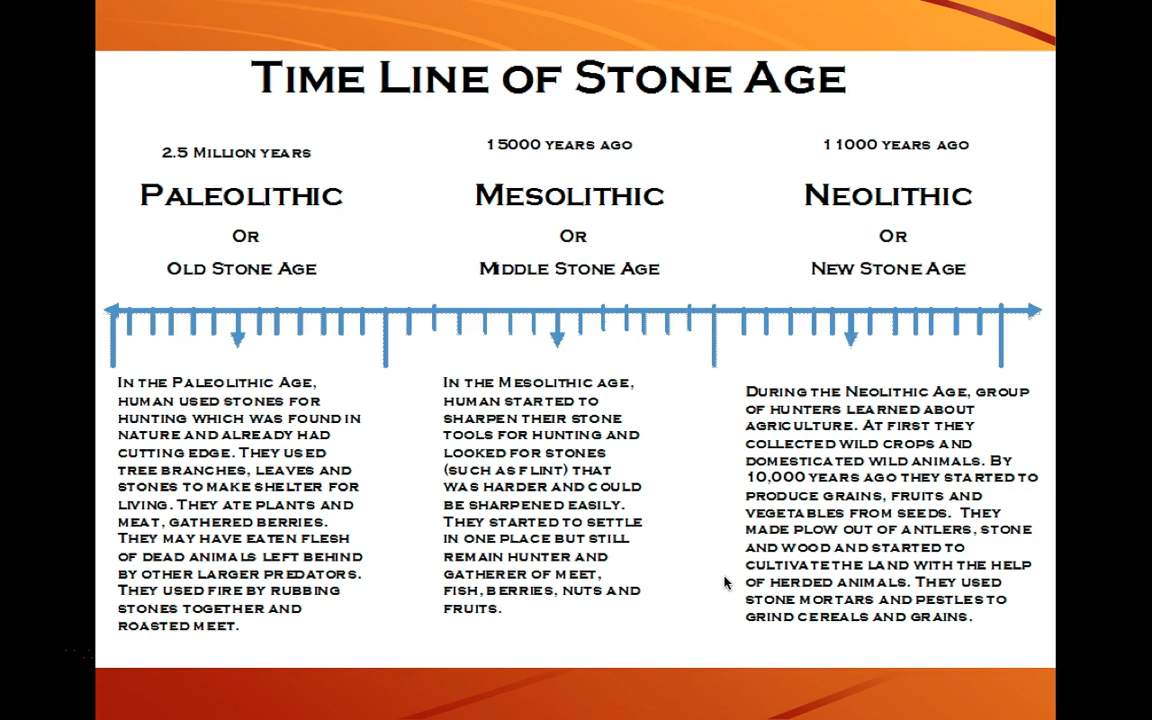 Time Line of Stone Age
2.5 Million years
Paleolithic
Or
Old Stone Age
15000 years ago
Mesolithic
Or
Middle Stone Age
11000 years ago
Neolithic
Or
New Stone Age
In the Paleolithic Age,
human used stones for
hunting which was found in
nature and already had
cutting edge. They used
tree branches, leaves and
stones to make shelter for
living. They ate plants and
meat, gathered berries.
They may have eaten flesh
of dead animals left behind
by other larger predators.
They used fire by rubbing
stones together and
roasted meet.
In the Mesolithic age,
human started to
sharpen their stone
tools for hunting and
looked for stones
(such as flint) that
was harder and could
be sharpened easily.
They started to settle
in one place but still
remain hunter and
gatherer of meet,
fish, berries, nuts and
fruits.
During the Neolithic Age, group
of hunters learned about
agriculture. At first they
collected wild crops and
domesticated wild animals. By
10,000 years ago they started to
produce grains, fruits and
vegetables from seeds. They
made plow out of antlers, stone
and wood and started to
cultivate the land with the help
of herded animals. They used
stone mortars and pestles to
grind cereals and grains.